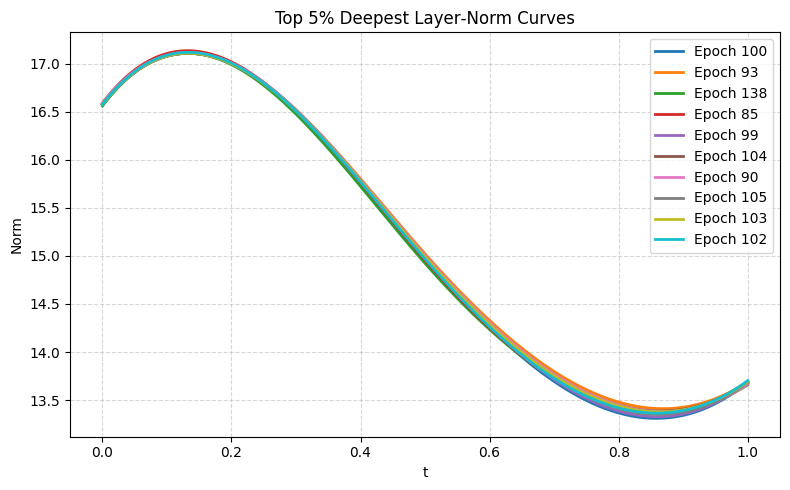 Top 5% Deepest Layer-Norm Curves
Norm
17.0
16.5
16.0
15.5
15.0
14.5
14.0
13.5
0.0
0.2
0.4
0.6
0.8
1.0
t
Epoch 100
Epoch 93
Epoch 138
Epoch 85
Epoch 99
Epoch 104
Epoch 90
Epoch 105
Epoch 103
Epoch 102